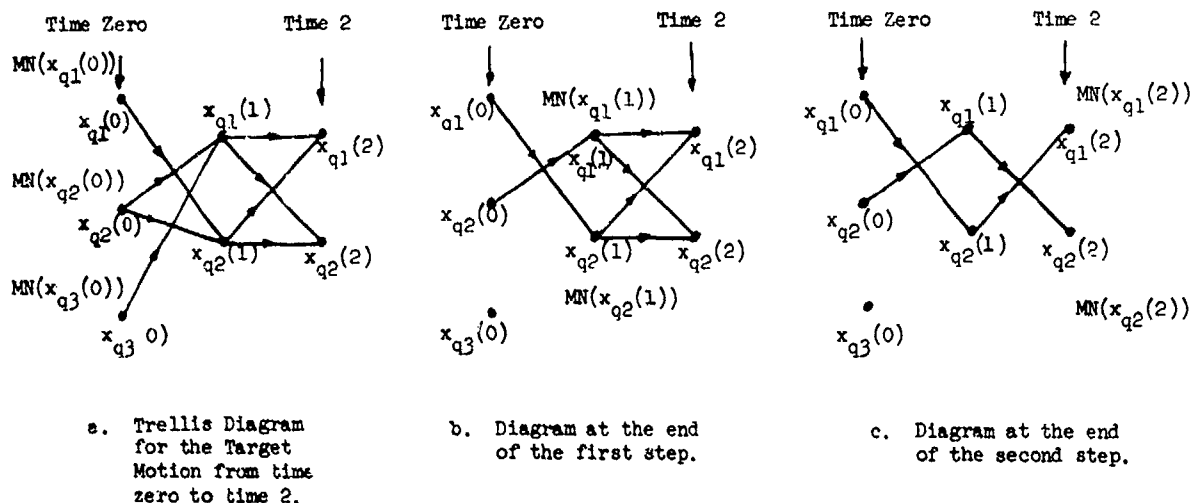 Time Zero
Time 2
MN(x_q1(0))
x_q1(0)
x_q1(1)
x_q1(2)
MN(x_q2(0))
x_q2(0)
x_q2(1)
x_q2(2)
MN(x_q3(0))
x_q3 0)
a. Trellis Diagram
for the Target
Motion from time
zero to time 2.
Time Zero
Time 2
x_q1(0)
MN(x_q1(1))
x_q1(1)
x_q1(2)
x_q2(0)
x_q2(1)
x_q2(2)
MN(x_q2(1))
x_q3(0)
b. Diagram at the end
of the first step.
Time Zero
Time 2
x_q1(0)
x_q1(1)
MN(x_q1(2))
x_q1(2)
x_q2(0)
x_q2(1)
x_q2(2)
MN(x_q2(2))
x_q3(0)
c. Diagram at the end
of the second step.